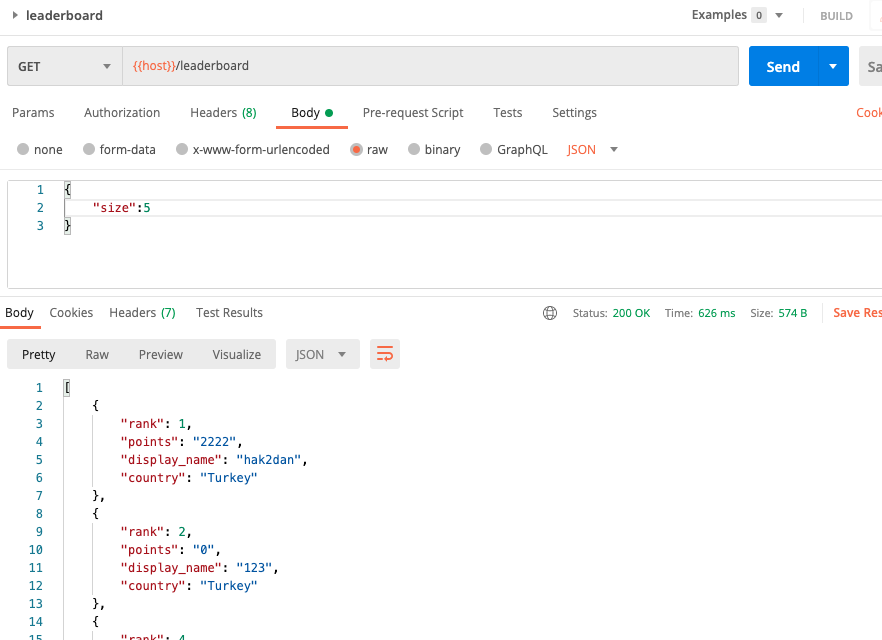 leaderboard Examples 0 BUILD
GET {{host}}/leaderboard Send Sa
Params Authorization Headers (8) Body Pre-request Script Tests Settings Cook
none form-data x-www-form-urlencoded raw binary GraphQL JSON
1 {
2 "size":5
3 }
Body Cookies Headers (7) Test Results Status: 200 OK Time: 626 ms Size: 574 B Save Res
Pretty Raw Preview Visualize JSON
1 [
2 {
3 "rank": 1,
4 "points": "2222",
5 "display_name": "hak2dan",
6 "country": "Turkey"
7 },
8 {
9 "rank": 2,
10 "points": "0",
11 "display_name": "123",
12 "country": "Turkey"
13 },
14 {
15 "rank": 4